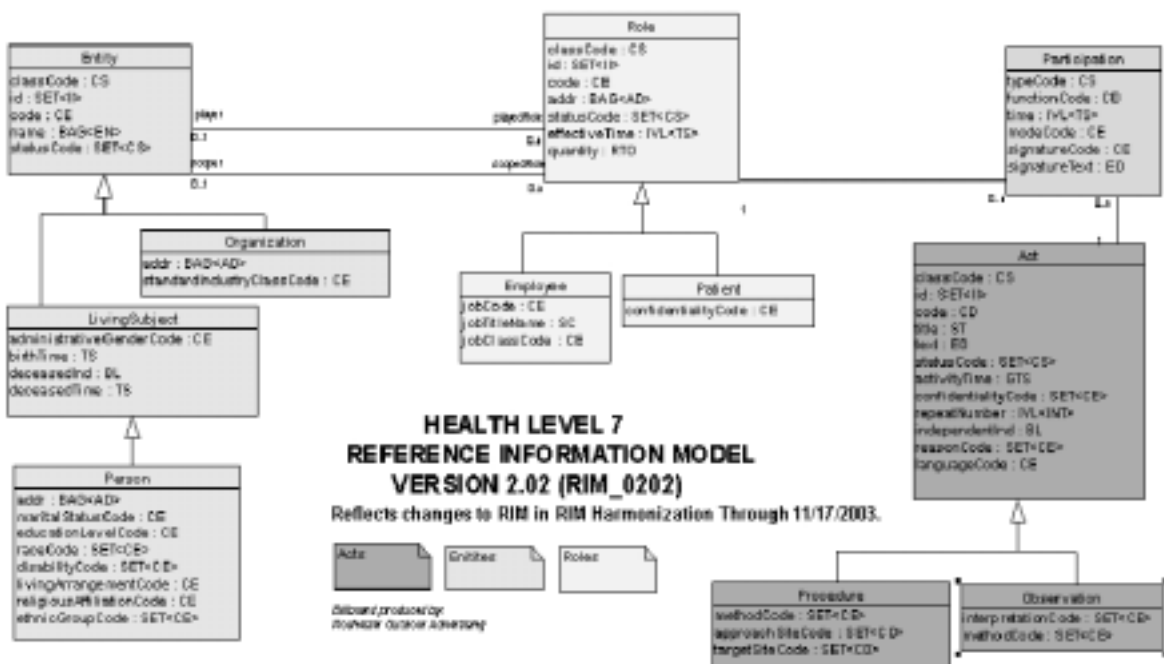 Entity
classCode : CS
id : SET<II>
code : CE
name : BAG<EN>
statusCode : SET<CS>
player
0..1
playedRole
0..n
scoper
0..1
scopedRole
0..n
Role
classCode : CS
id : SET<II>
code : CE
addr : BAG<AD>
statusCode : SET<CS>
effectiveTime : IVL<TS>
quantity : RTO
1
0..n
Participation
typeCode : CS
functionCode : CD
time : IVL<TS>
modeCode : CE
signatureCode : CE
signatureText : ED
0..n
1
Organization
addr : BAG<AD>
standardIndustryClassCode : CE
LivingSubject
administrativeGenderCode : CE
birthTime : TS
deceasedInd : BL
deceasedTime : TS
Person
addr : BAG<AD>
maritalStatusCode : CE
educationLevelCode : CE
raceCode : SET<CE>
disabilityCode : SET<CE>
livingArrangementCode : CE
religiousAffiliationCode : CE
ethnicGroupCode : SET<CE>
Employee
jobCode : CE
jobTitleName : SC
jobClassCode : CE
Patient
confidentialityCode : CE
Act
classCode : CS
id : SET<II>
code : CD
title : ST
text : ED
statusCode : SET<CS>
activityTime : GTS
confidentialityCode : SET<CE>
repeatNumber : IVL<INT>
independentInd : BL
reasonCode : SET<CE>
languageCode : CE
Procedure
methodCode : SET<CE>
approachSiteCode : SET<CD>
targetSiteCode : SET<CD>
Observation
interpretationCode : SET<CE>
methodCode : SET<CE>
HEALTH LEVEL 7
REFERENCE INFORMATION MODEL
VERSION 2.02 (RIM_0202)
Reflects changes to RIM in RIM Harmonization Through 11/17/2003.
Acts
Enitites
Roles
Billboard produced by:
Rochester Outdoor Advertising